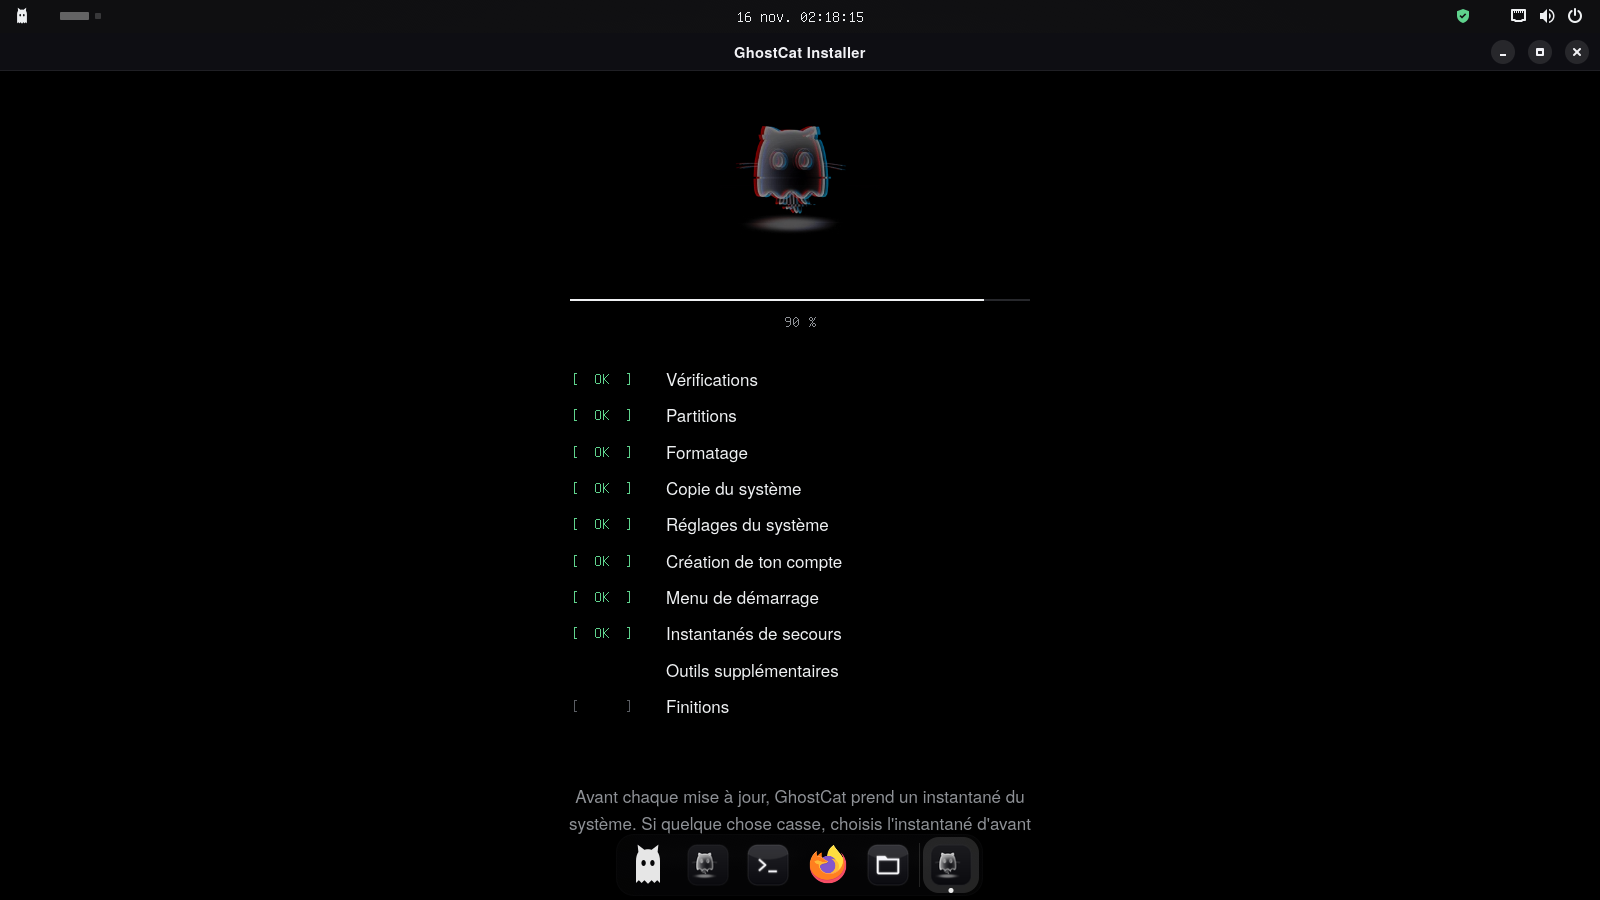 16 nov. 02:18:15
GhostCat Installer
90 %
[ OK ] Vérifications
[ OK ] Partitions
[ OK ] Formatage
[ OK ] Copie du système
[ OK ] Réglages du système
[ OK ] Création de ton compte
[ OK ] Menu de démarrage
[ OK ] Instantanés de secours
Outils supplémentaires
[ ] Finitions
Avant chaque mise à jour, GhostCat prend un instantané du
système. Si quelque chose casse, choisis l'instantané d'avant